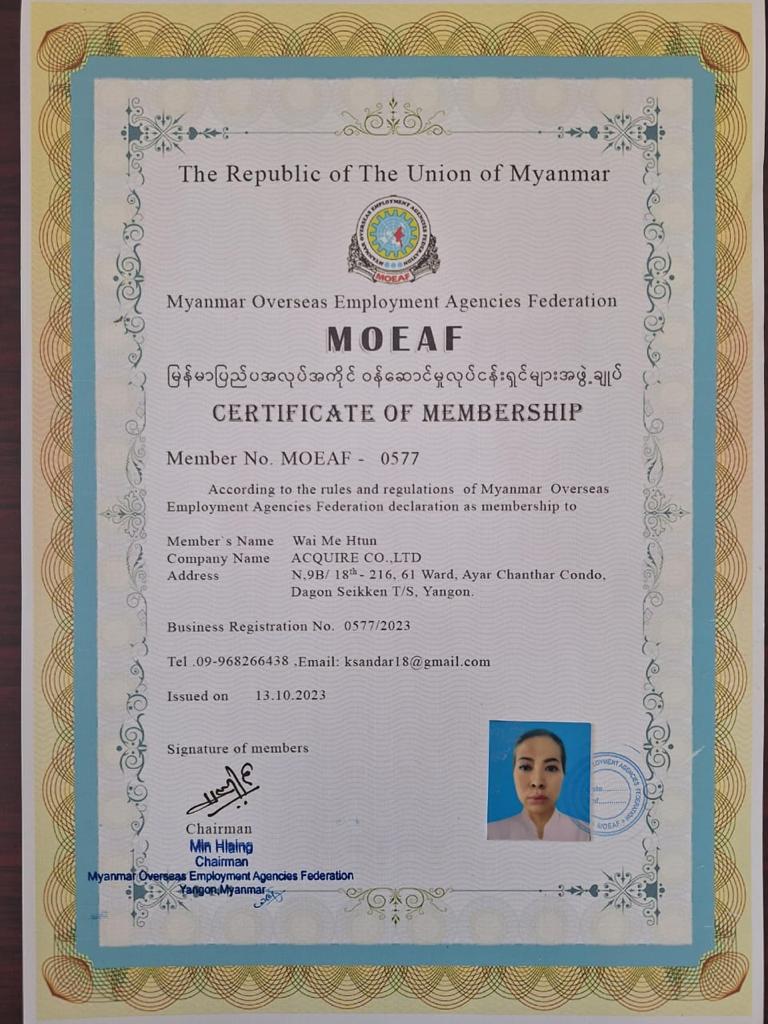 The Republic of The Union of Myanmar
MYANMAR OVERSEAS EMPLOYMENT AGENCIES FEDERATION
MOEAF
Myanmar Overseas Employment Agencies Federation
MOEAF
မြန်မာပြည်ပအလုပ်အကိုင် ဝန်ဆောင်မှုလုပ်ငန်းရှင်များအဖွဲ့ချုပ်
CERTIFICATE OF MEMBERSHIP
Member No. MOEAF - 0577
According to the rules and regulations of Myanmar Overseas
Employment Agencies Federation declaration as membership to
Member`s Name Wai Me Htun
Company Name ACQUIRE CO.,LTD
Address N,9B/ 18th - 216, 61 Ward, Ayar Chanthar Condo,
Dagon Seikken T/S, Yangon.
Business Registration No. 0577/2023
Tel .09-968266438 ,Email: ksandar18@gmail.com
Issued on 13.10.2023
Signature of members
Chairman
Min Hlaing
Chairman
Myanmar Overseas Employment Agencies Federation
Yangon,Myanmar
AGENCIES FEDERATION
MOEAF